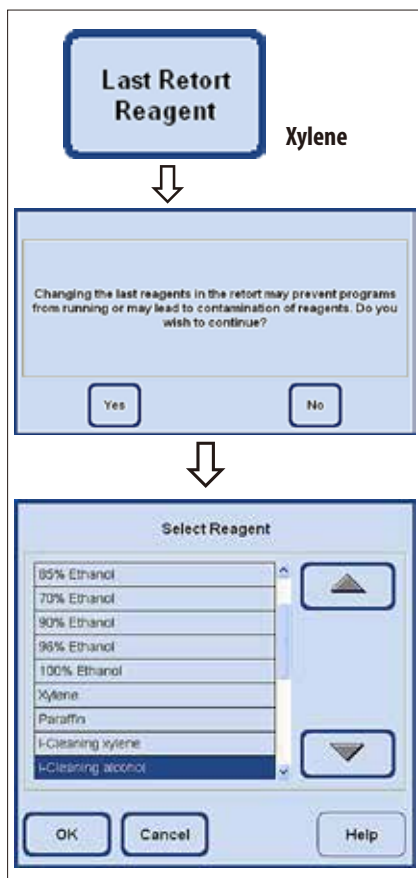 Last Retort
Reagent
Xylene
Changing the last reagents in the retort may prevent programs
from running or may lead to contamination of reagents. Do you
wish to continue?
Yes
No
Select Reagent
85% Ethanol
70% Ethanol
90% Ethanol
96% Ethanol
100% Ethanol
Xylene
Paraffin
I-Cleaning xylene
I-Cleaning alcohol
OK
Cancel
Help